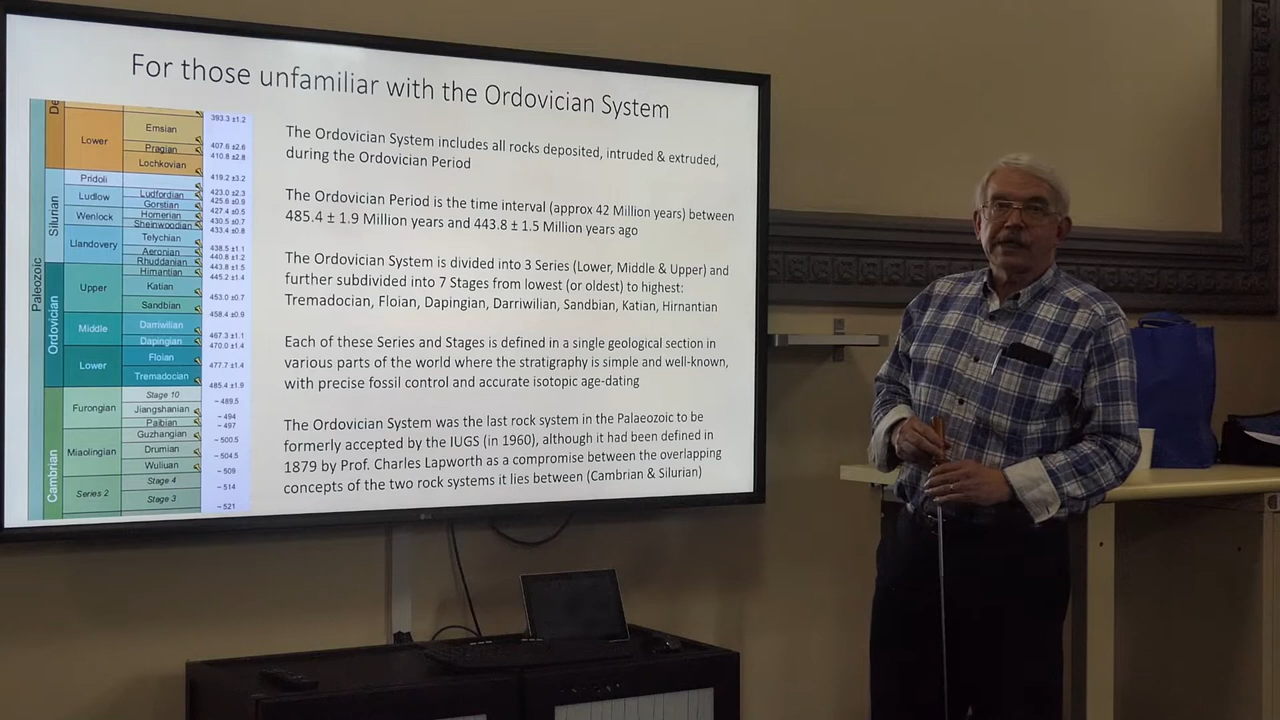 For those unfamiliar with the Ordovician System
The Ordovician System includes all rocks deposited, intruded & extruded,
during the Ordovician Period
The Ordovician Period is the time interval (approx 42 Million years) between
485.4 ± 1.9 Million years and 443.8 ± 1.5 Million years ago
The Ordovician System is divided into 3 Series (Lower, Middle & Upper) and
further subdivided into 7 Stages from lowest (or oldest) to highest:
Tremadocian, Floian, Dapingian, Darriwilian, Sandbian, Katian, Hirnantian
Each of these Series and Stages is defined in a single geological section in
various parts of the world where the stratigraphy is simple and well-known,
with precise fossil control and accurate isotopic age-dating
The Ordovician System was the last rock system in the Palaeozoic to be
formerly accepted by the IUGS (in 1960), although it had been defined in
1879 by Prof. Charles Lapworth as a compromise between the overlapping
concepts of the two rock systems it lies between (Cambrian & Silurian)
Paleozoic
De
Silurian
Ordovician
Cambrian
Lower
Pridoli
Ludlow
Wenlock
Llandovery
Upper
Middle
Lower
Furongian
Miaolingian
Series 2
Emsian
Pragian
Lochkovian
Ludfordian
Gorstian
Homerian
Sheinwoodian
Telychian
Aeronian
Rhuddanian
Hirnantian
Katian
Sandbian
Darriwilian
Dapingian
Floian
Tremadocian
Stage 10
Jiangshanian
Paibian
Guzhangian
Drumian
Wuliuan
Stage 4
Stage 3
393.3 ±1.2
407.6 ±2.6
410.8 ±2.8
419.2 ±3.2
423.0 ±2.3
425.6 ±0.9
427.4 ±0.5
430.5 ±0.7
433.4 ±0.8
438.5 ±1.1
440.8 ±1.2
443.8 ±1.5
445.2 ±1.4
453.0 ±0.7
458.4 ±0.9
467.3 ±1.1
470.0 ±1.4
477.7 ±1.4
485.4 ±1.9
~ 489.5
~ 494
~ 497
~ 500.5
~ 504.5
~ 509
~ 514
~ 521
LG